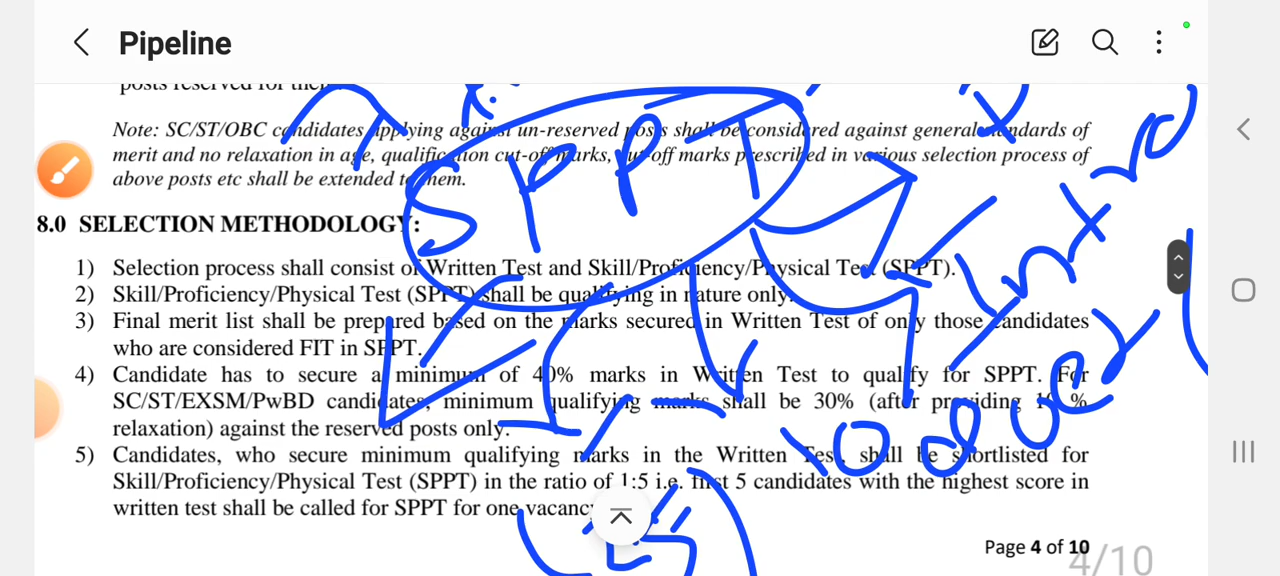 Pipeline
posts reserved for them
Note: SC/ST/OBC candidates applying against un-reserved posts shall be considered against general standards of
merit and no relaxation in age, qualification cut-off marks, cut-off marks prescribed in various selection process of
above posts etc shall be extended to them.
8.0 SELECTION METHODOLOGY:
1) Selection process shall consist of Written Test and Skill/Proficiency/Physical Test (SPPT).
2) Skill/Proficiency/Physical Test (SPPT) shall be qualifying in nature only.
3) Final merit list shall be prepared based on the marks secured in Written Test of only those candidates
who are considered FIT in SPPT.
4) Candidate has to secure a minimum of 40% marks in Written Test to qualify for SPPT. For
SC/ST/EXSM/PwBD candidates, minimum qualifying marks shall be 30% (after providing %
relaxation) against the reserved posts only.
5) Candidates, who secure minimum qualifying marks in the Written Test, shall be shortlisted for
Skill/Proficiency/Physical Test (SPPT) in the ratio of 1:5 i.e. first 5 candidates with the highest score in
written test shall be called for SPPT for one vacancy
Page 4 of 10
4/10
SPPT